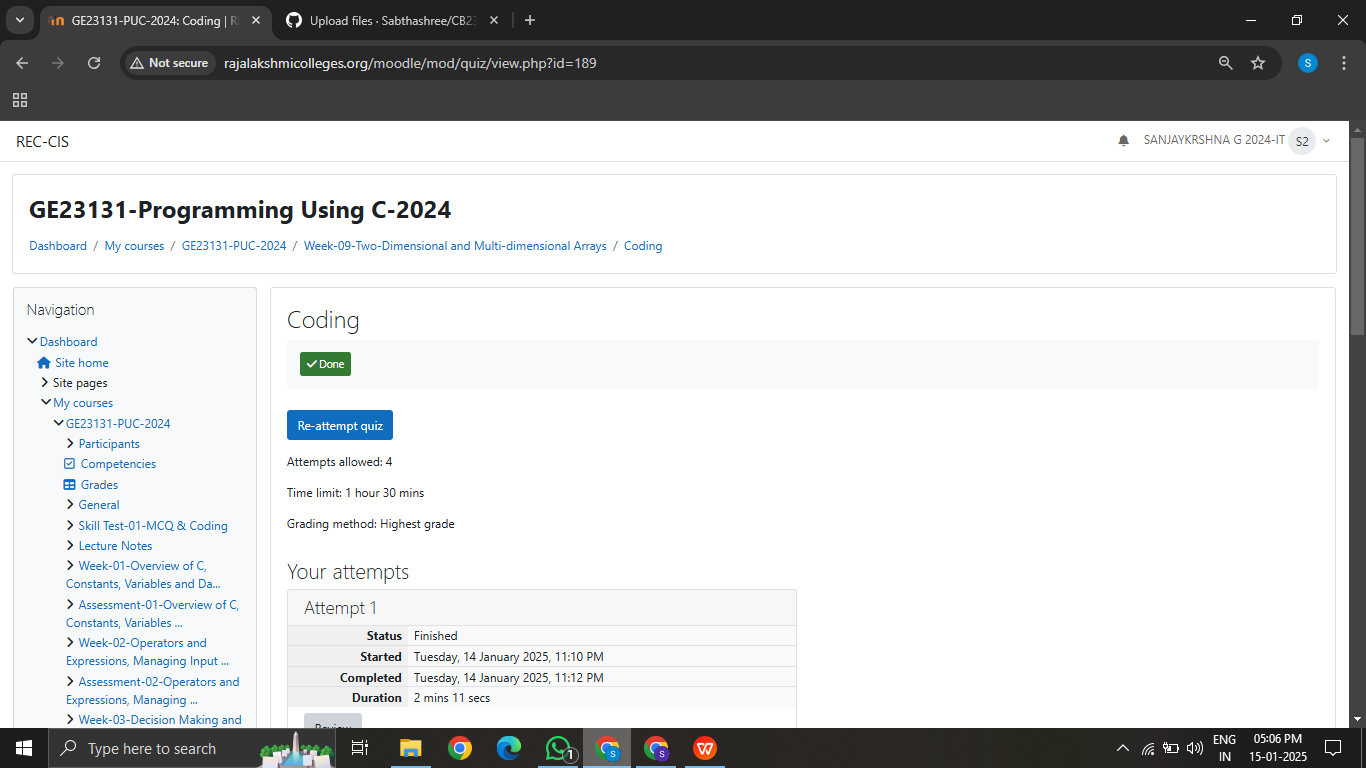 GE23131-PUC-2024: Coding | R
Upload files · Sabthashree/CB23
Not secure
rajalakshmicolleges.org/moodle/mod/quiz/view.php?id=189
S
REC-CIS
SANJAYKRSHNA G 2024-IT
S2
GE23131-Programming Using C-2024
Dashboard / My courses / GE23131-PUC-2024 / Week-09-Two-Dimensional and Multi-dimensional Arrays / Coding
Navigation
Dashboard
Site home
Site pages
My courses
GE23131-PUC-2024
Participants
Competencies
Grades
General
Skill Test-01-MCQ & Coding
Lecture Notes
Week-01-Overview of C,
Constants, Variables and Da...
Assessment-01-Overview of C,
Constants, Variables ...
Week-02-Operators and
Expressions, Managing Input ...
Assessment-02-Operators and
Expressions, Managing ...
Week-03-Decision Making and
Coding
Done
Re-attempt quiz
Attempts allowed: 4
Time limit: 1 hour 30 mins
Grading method: Highest grade
Your attempts
Attempt 1
Status Finished
Started Tuesday, 14 January 2025, 11:10 PM
Completed Tuesday, 14 January 2025, 11:12 PM
Duration 2 mins 11 secs
Review
Type here to search
1
S
S
W
ENG
IN
05:06 PM
15-01-2025